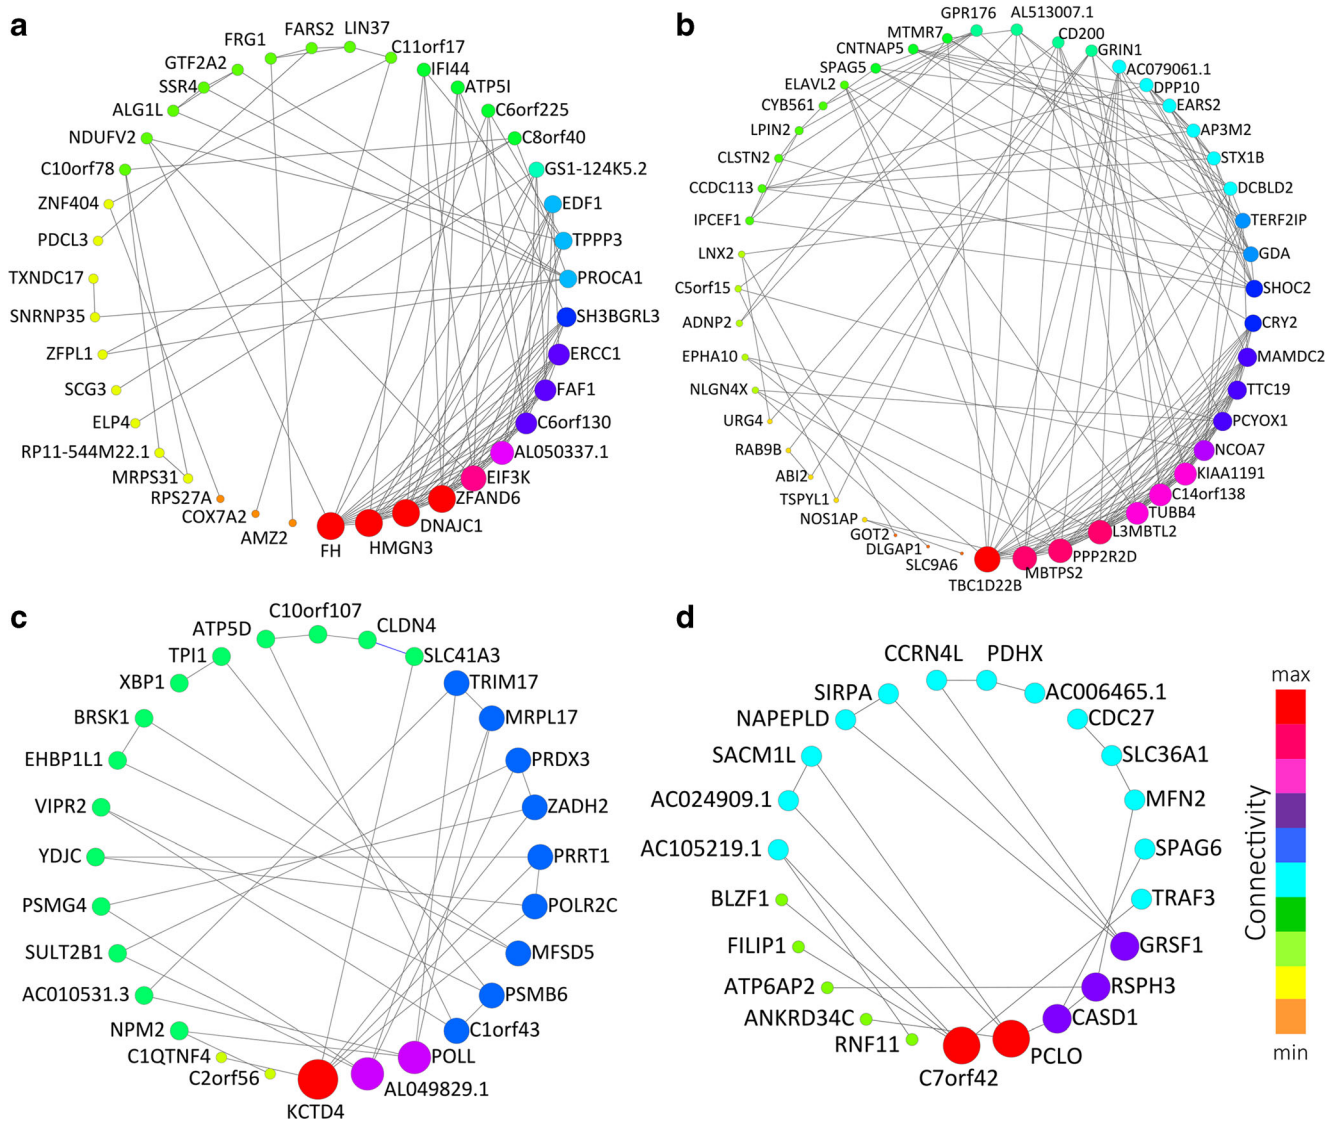 a
FARS2
LIN37
FRG1
C11orf17
GTF2A2
IFI44
SSR4
ATP5I
ALG1L
C6orf225
NDUFV2
C8orf40
C10orf78
GS1-124K5.2
ZNF404
EDF1
PDCL3
TPPP3
TXNDC17
PROCA1
SNRNP35
SH3BGRL3
ZFPL1
ERCC1
SCG3
FAF1
ELP4
C6orf130
RP11-544M22.1
AL050337.1
MRPS31
EIF3K
RPS27A
ZFAND6
COX7A2
DNAJC1
AMZ2
FH
HMGN3
b
GPR176
AL513007.1
MTMR7
CD200
CNTNAP5
GRIN1
SPAG5
AC079061.1
ELAVL2
DPP10
CYB561
EARS2
LPIN2
AP3M2
CLSTN2
STX1B
CCDC113
DCBLD2
IPCEF1
TERF2IP
LNX2
GDA
C5orf15
SHOC2
ADNP2
CRY2
EPHA10
MAMDC2
NLGN4X
TTC19
URG4
PCYOX1
RAB9B
NCOA7
ABI2
KIAA1191
TSPYL1
C14orf138
NOS1AP
TUBB4
GOT2
L3MBTL2
DLGAP1
PPP2R2D
SLC9A6
MBTPS2
TBC1D22B
c
C10orf107
ATP5D
CLDN4
TPI1
SLC41A3
XBP1
TRIM17
BRSK1
MRPL17
EHBP1L1
PRDX3
VIPR2
ZADH2
YDJC
PRRT1
PSMG4
POLR2C
SULT2B1
MFSD5
AC010531.3
PSMB6
NPM2
C1orf43
C1QTNF4
POLL
C2orf56
AL049829.1
KCTD4
d
CCRN4L
PDHX
SIRPA
AC006465.1
NAPEPLD
CDC27
SACM1L
SLC36A1
AC024909.1
MFN2
AC105219.1
SPAG6
BLZF1
TRAF3
FILIP1
GRSF1
ATP6AP2
RSPH3
ANKRD34C
CASD1
RNF11
PCLO
C7orf42
max
Connectivity
min